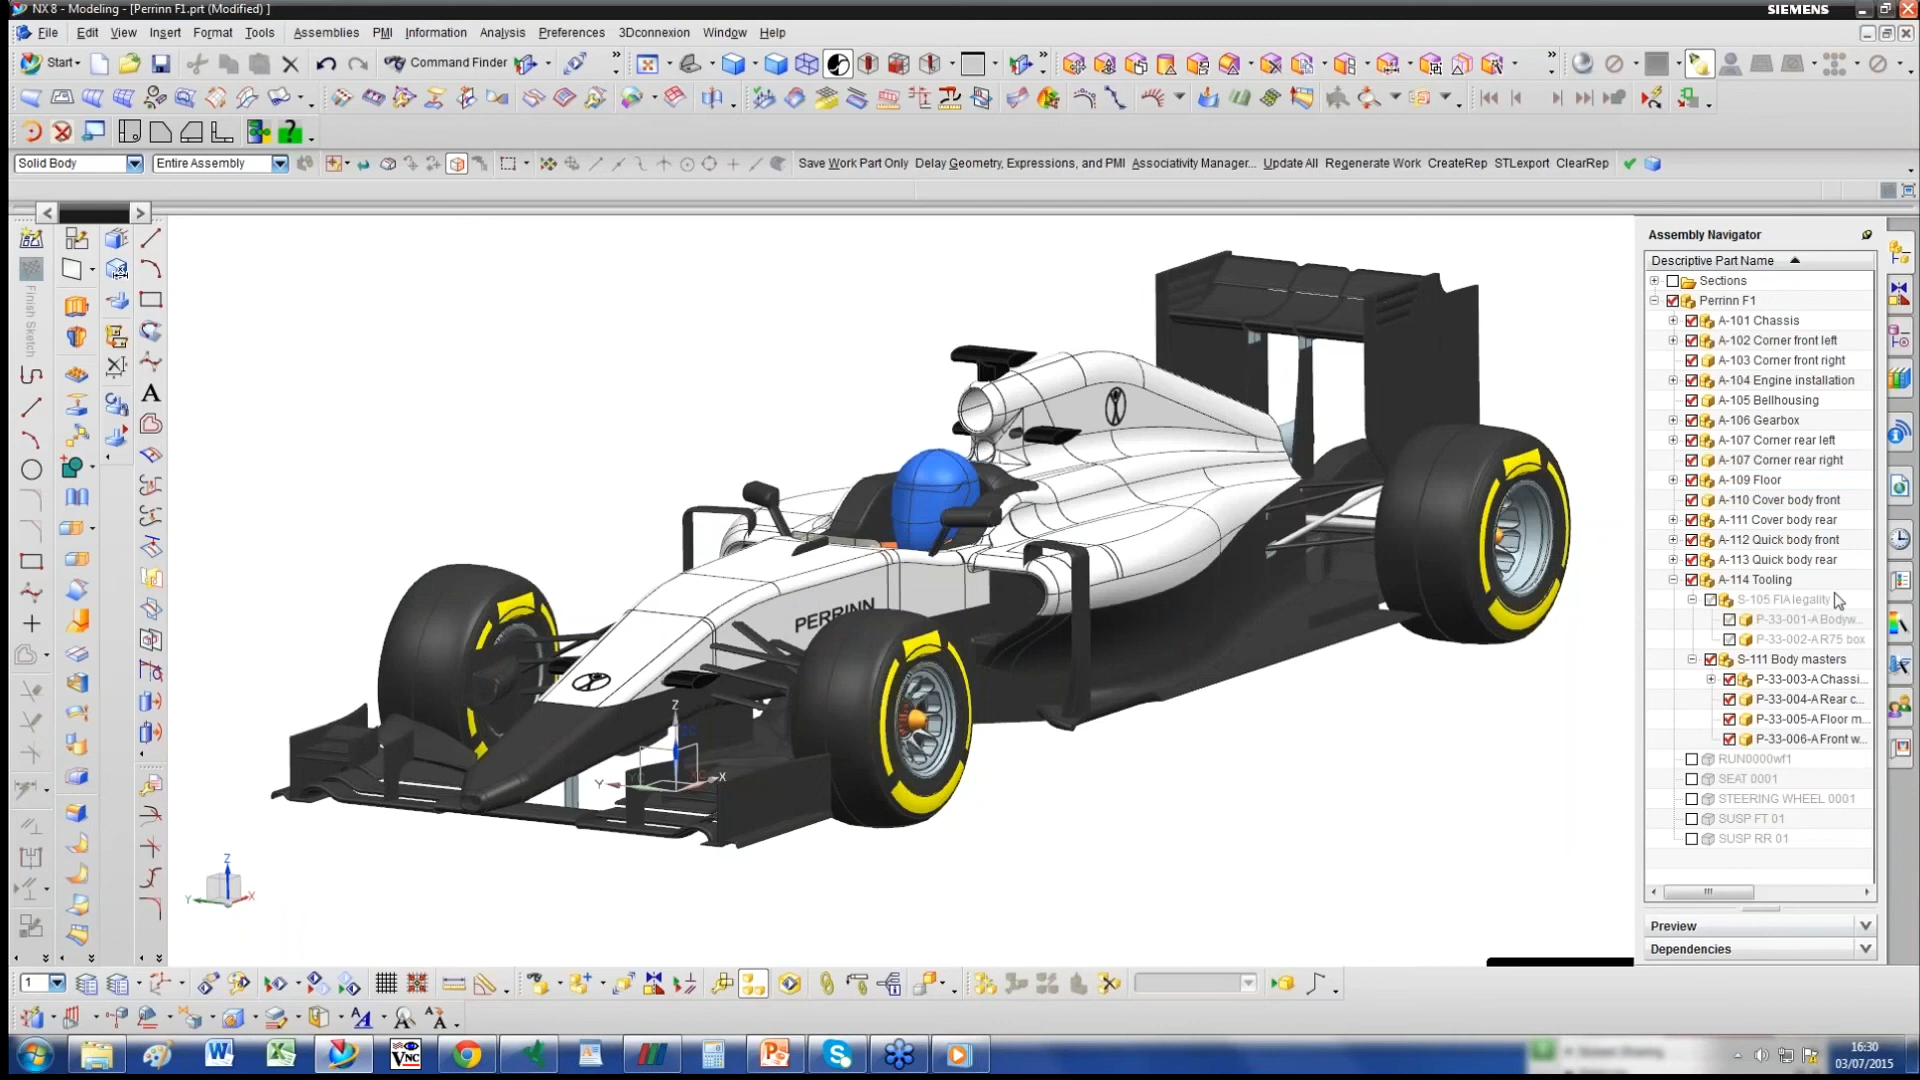 NX 8 - Modeling - [Perrinn F1.prt (Modified) ]
SIEMENS
File Edit View Insert Format Tools Assemblies PMI Information Analysis Preferences 3Dconnexion Window Help
Start Command Finder
Solid Body Entire Assembly Save Work Part Only Delay Geometry, Expressions, and PMI Associativity Manager... Update All Regenerate Work CreateRep STLexport ClearRep
Finish Sketch
A
PERRINN
Z
Y
X
Z
Y
X
Assembly Navigator
Descriptive Part Name
Sections
Perrinn F1
A-101 Chassis
A-102 Corner front left
A-103 Corner front right
A-104 Engine installation
A-105 Bellhousing
A-106 Gearbox
A-107 Corner rear left
A-107 Corner rear right
A-109 Floor
A-110 Cover body front
A-111 Cover body rear
A-112 Quick body front
A-113 Quick body rear
A-114 Tooling
S-105 FIA legality
P-33-001-A Bodyw...
P-33-002-A R75 box
S-111 Body masters
P-33-003-A Chassi...
P-33-004-A Rear c...
P-33-005-A Floor m...
P-33-006-A Front w...
RUN0000wf1
SEAT 0001
STEERING WHEEL 0001
SUSP FT 01
SUSP RR 01
Preview
Dependencies
1
16:30
03/07/2015